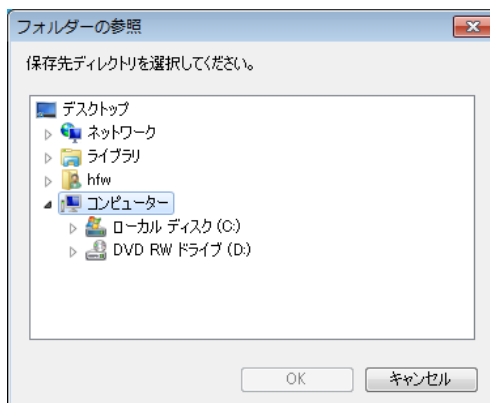 フォルダーの参照
保存先ディレクトリを選択してください。
デスクトップ
ネットワーク
ライブラリ
hfw
コンピューター
ローカル ディスク (C:)
DVD RW ドライブ (D:)
OK キャンセル